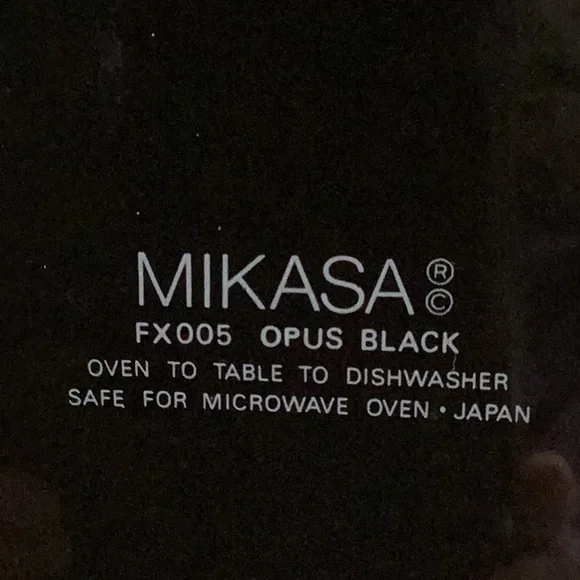 MIKASA ® ©
FX005 OPUS BLACK
OVEN TO TABLE TO DISHWASHER
SAFE FOR MICROWAVE OVEN • JAPAN